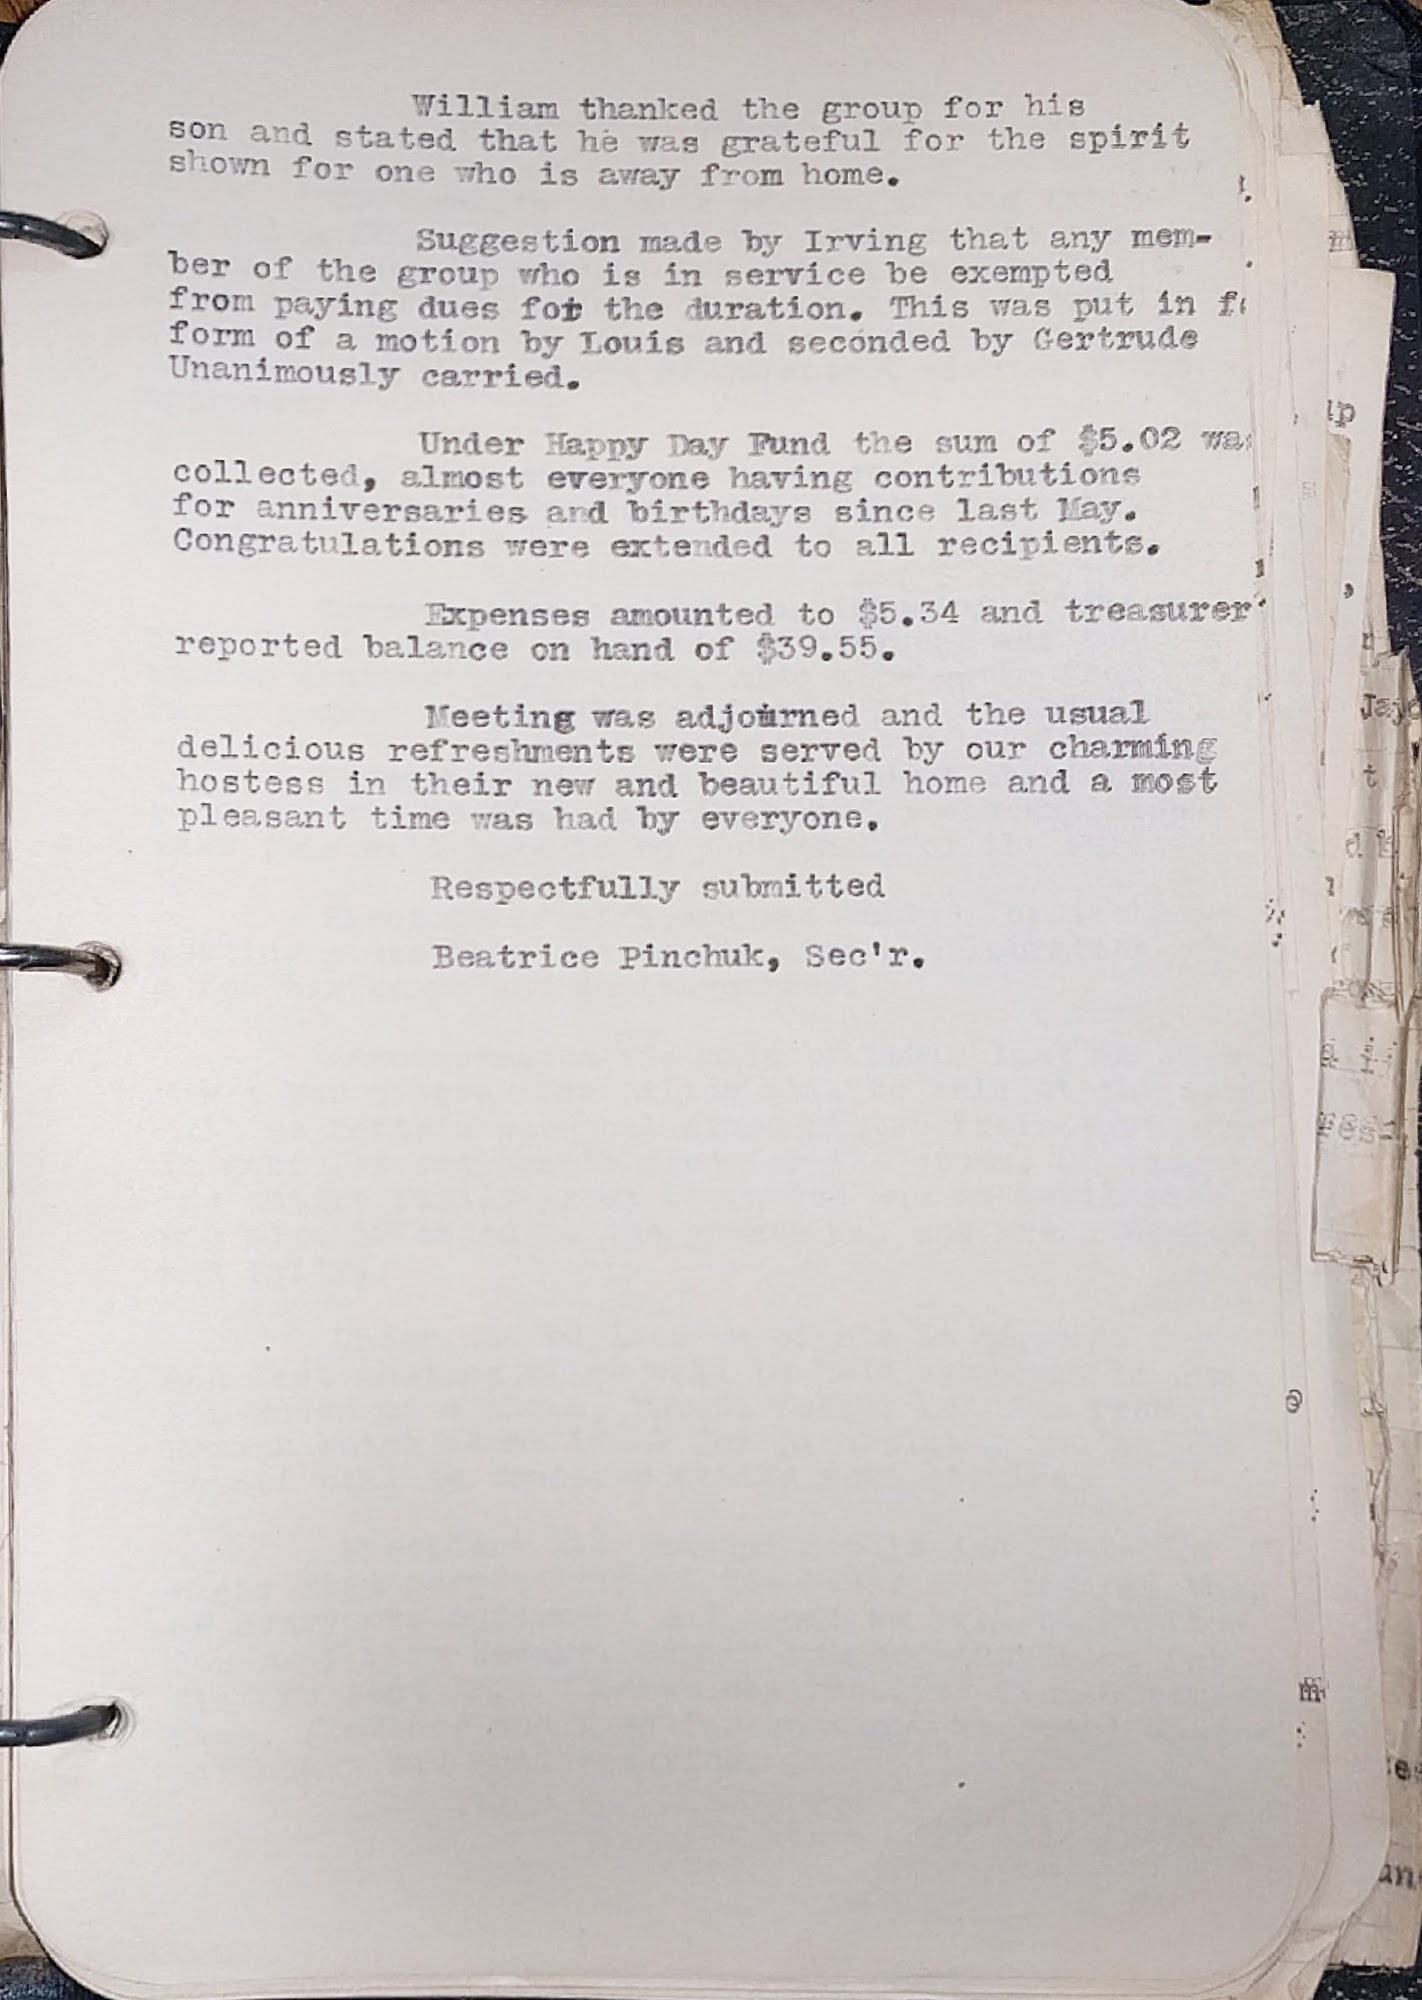 William thanked the group for his
son and stated that he was grateful for the spirit
shown for one who is away from home.
Suggestion made by Irving that any mem-
ber of the group who is in service be exempted
from paying dues fot the duration. This was put in
form of a motion by Louis and seconded by Gertrude
Unanimously carried.
Under Happy Day Fund the sum of $5.02 was
collected, almost everyone having contributions
for anniversaries and birthdays since last May.
Congratulations were extended to all recipients.
Expenses amounted to $5.34 and treasurer
reported balance on hand of $39.55.
Meeting was adjourned and the usual
delicious refreshments were served by our charming
hostess in their new and beautiful home and a most
pleasant time was had by everyone.
Respectfully submitted
Beatrice Pinchuk, Sec'r.